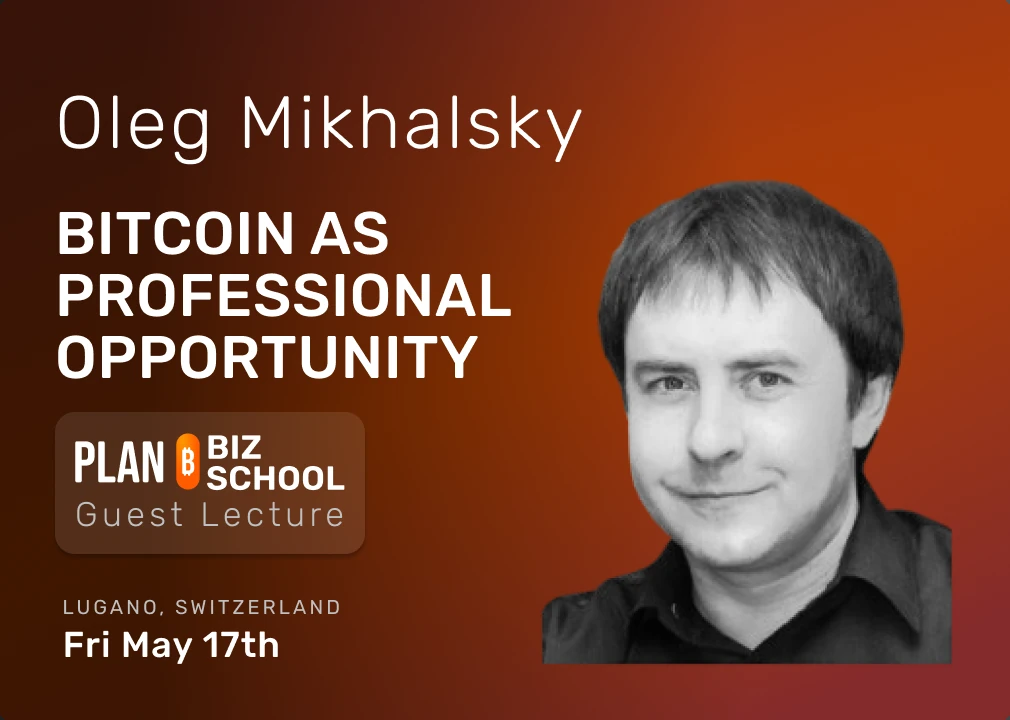 Oleg Mikhalsky
BITCOIN AS
PROFESSIONAL
OPPORTUNITY
PLAN ₿ BIZ
SCHOOL
Guest Lecture
LUGANO, SWITZERLAND
Fri May 17th